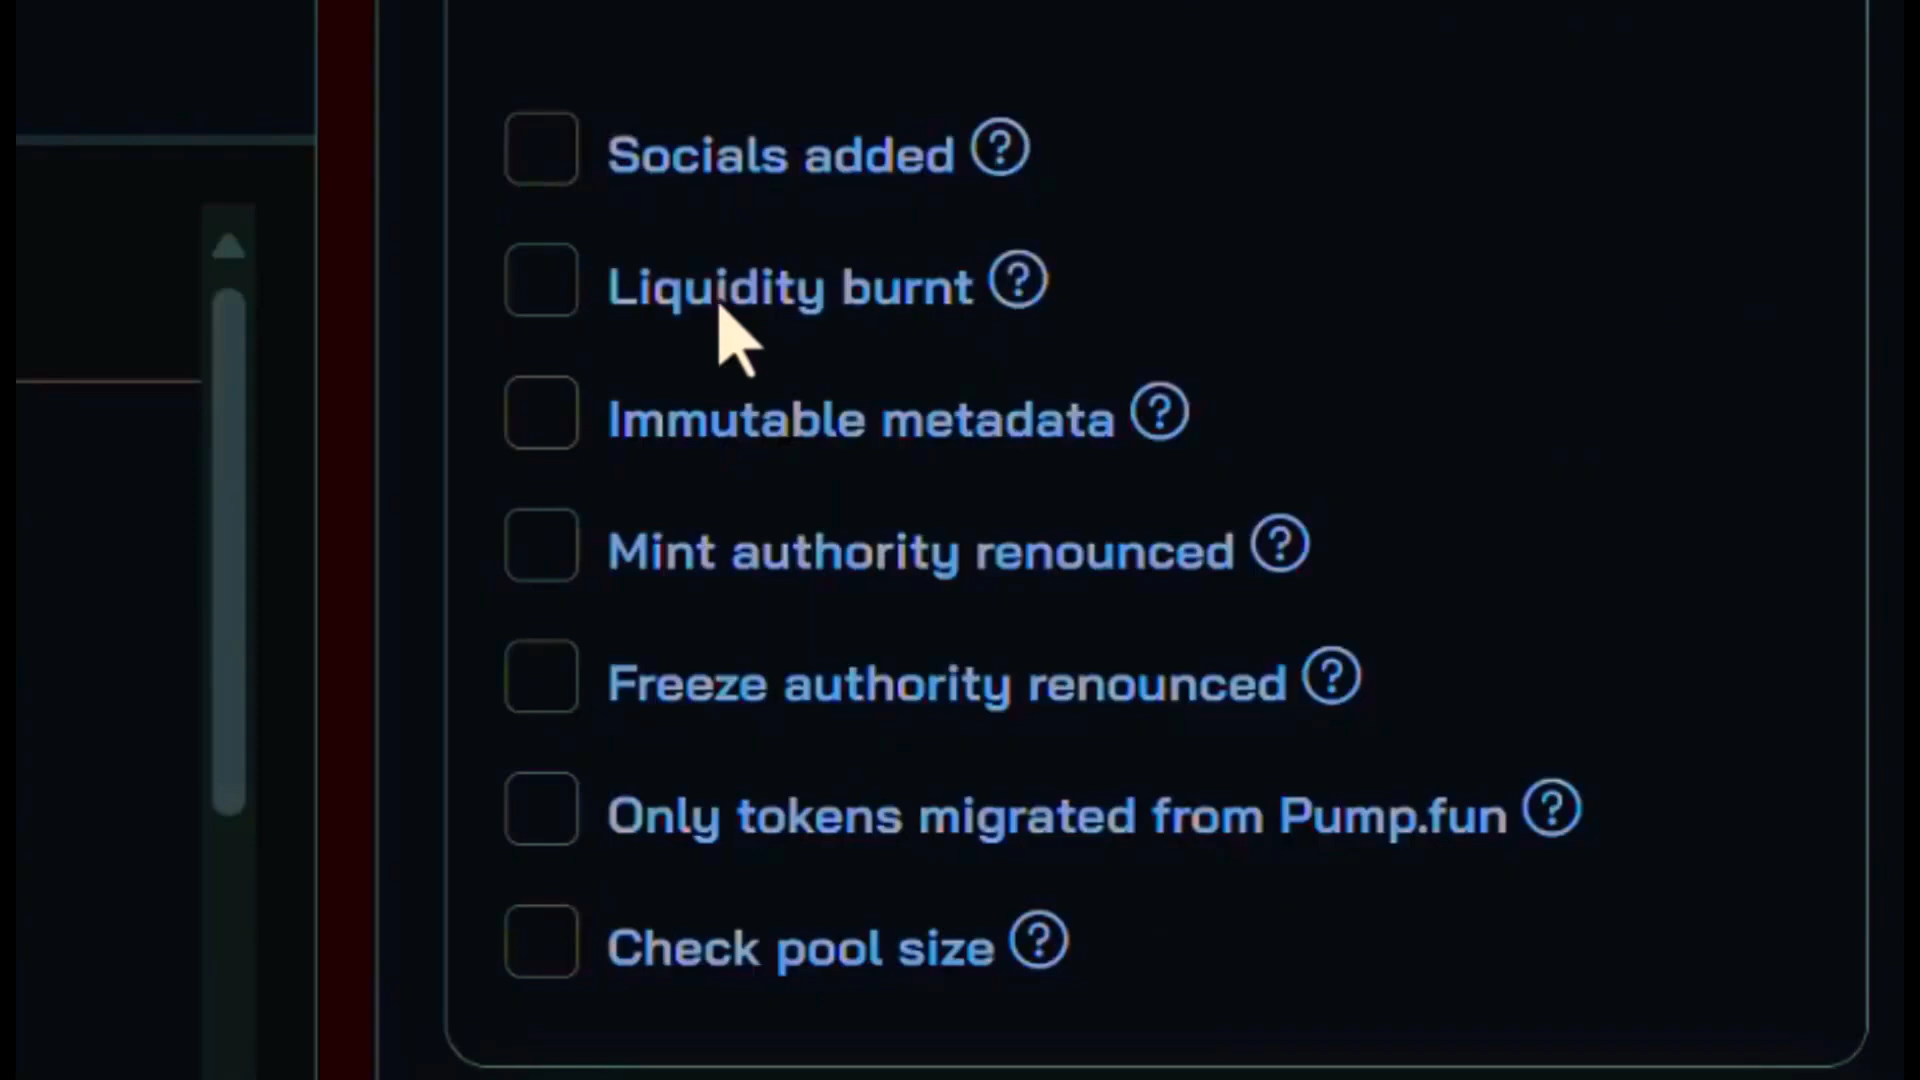 Socials added ?
Liquidity burnt ?
Immutable metadata ?
Mint authority renounced ?
Freeze authority renounced ?
Only tokens migrated from Pump.fun ?
Check pool size ?